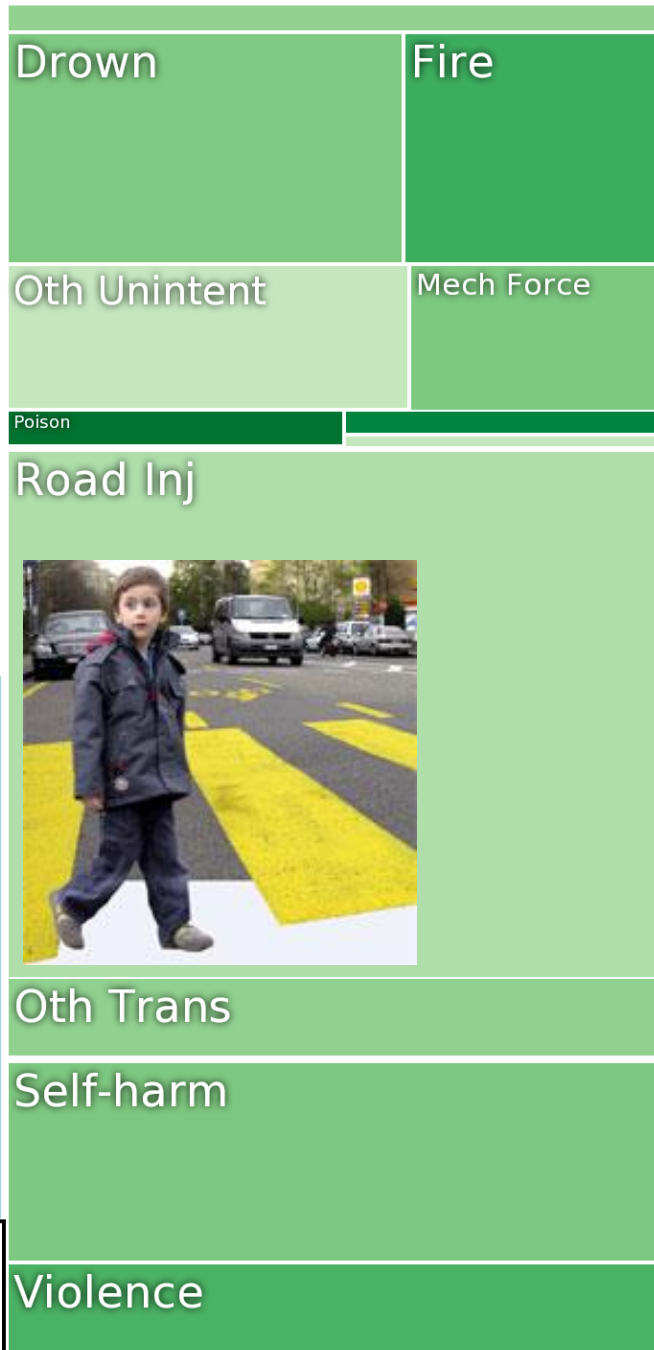 Drown
Fire
Oth Unintent
Mech Force
Poison
Road Inj
Oth Trans
Self-harm
Violence